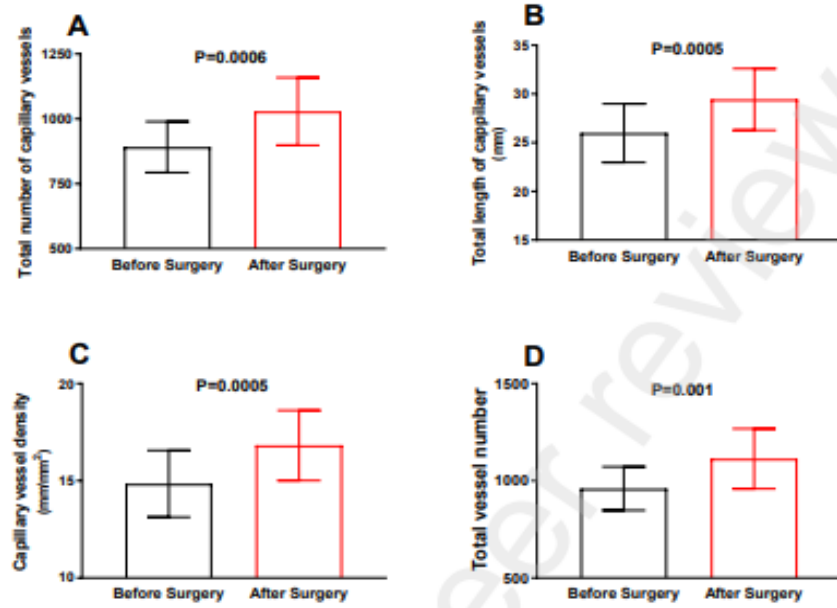 A
Total number of capillary vessels
P=0.0006
1250
1000
750
500
Before Surgery
After Surgery
B
Total length of cappillary vessels
(mm)
P=0.0005
35
30
25
20
15
Before Surgery
After Surgery
C
Capillary vessel density
(mm/mm²)
P=0.0005
20
15
10
Before Surgery
After Surgery
D
Total vessel number
P=0.001
1500
1000
500
Before Surgery
After Surgery
eer review